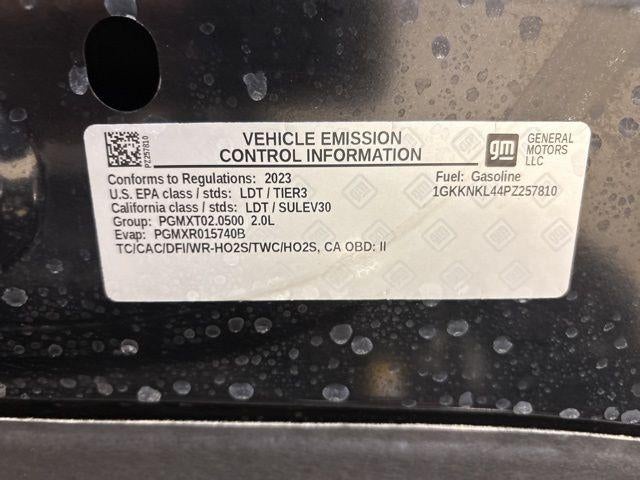 PZ257810
VEHICLE EMISSION
CONTROL INFORMATION
gm
GENERAL
MOTORS
LLC
Conforms to Regulations: 2023
Fuel: Gasoline
U.S. EPA class / stds: LDT / TIER3
1GKKNKL44PZ257810
California class / stds: LDT / SULEV30
Group: PGMXT02.0500 2.0L
Evap: PGMXR015740B
TC/CAC/DFI/WR-HO2S/TWC/HO2S, CA OBD: II